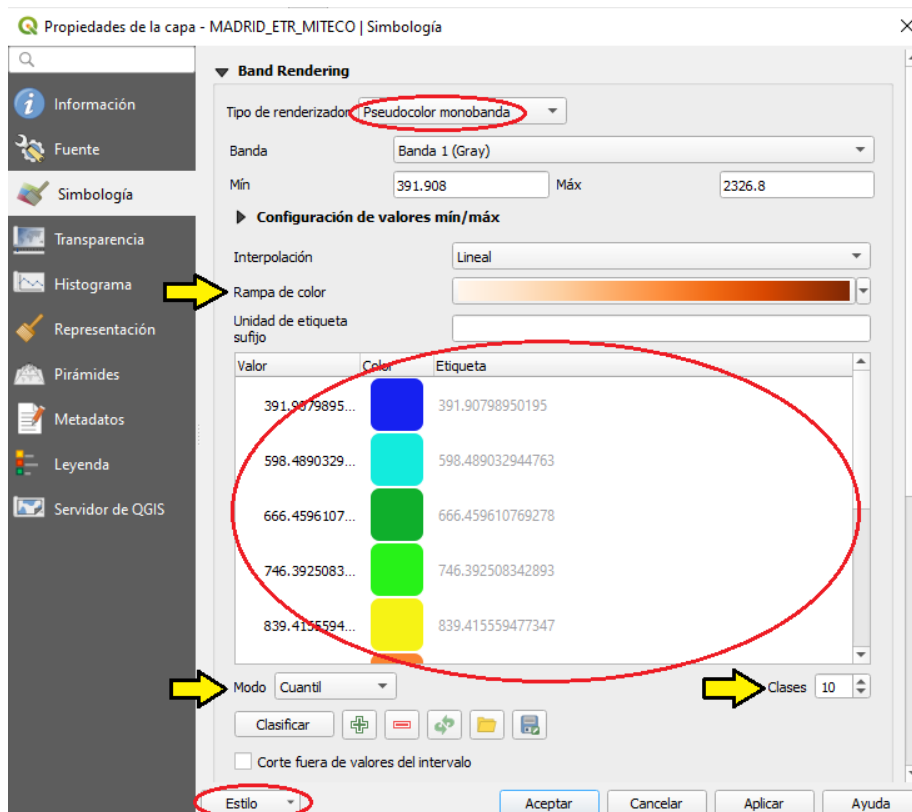 Propiedades de la capa - MADRID_ETR_MITECO | Simbología
Información
Fuente
Simbología
Transparencia
Histograma
Representación
Pirámides
Metadatos
Leyenda
Servidor de QGIS
Band Rendering
Tipo de renderizador Pseudocolor monobanda
Banda Banda 1 (Gray)
Mín 391.908 Máx 2326.8
Configuración de valores mín/máx
Interpolación Lineal
Rampa de color
Unidad de etiqueta
sufijo
Valor Color Etiqueta
391.9079895... 391.90798950195
598.4890329... 598.489032944763
666.4596107... 666.459610769278
746.3925083... 746.392508342893
839.4155594... 839.415559477347
Modo Cuantil Clases 10
Clasificar
Corte fuera de valores del intervalo
Estilo Aceptar Cancelar Aplicar Ayuda